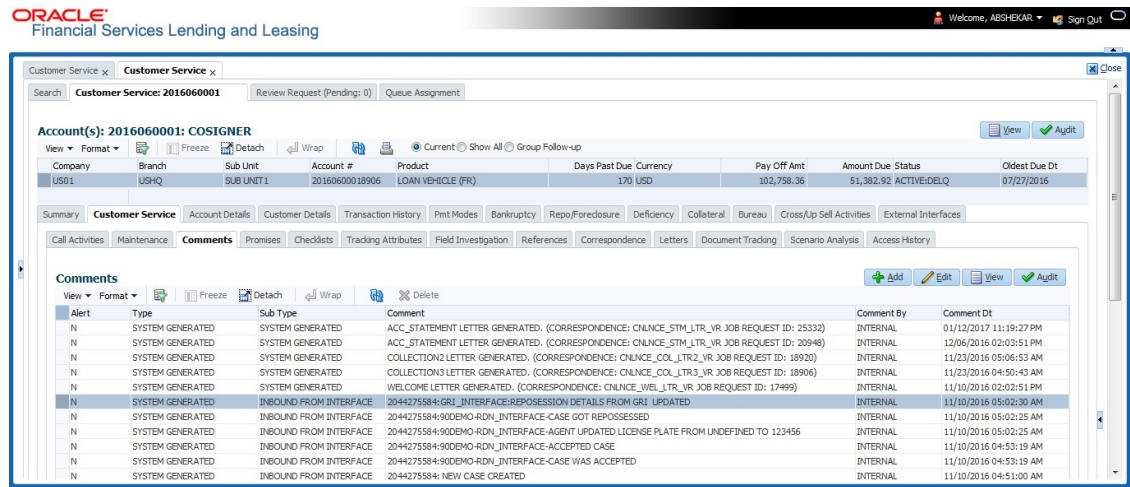 ORACLE
Financial Services Lending and Leasing
Welcome, ABSHEKAR Sign Out
Customer Service x Customer Service x Close
Search Customer Service: 2016060001 Review Request (Pending: 0) Queue Assignment
Account(s): 2016060001: COSIGNER View Audit
View Format Freeze Detach Wrap Current Show All Group Follow-up
Company Branch Sub Unit Account # Product Days Past Due Currency Pay Off Amt Amount Due Status Oldest Due Dt
US01 USHQ SUB UNIT1 20160600018906 LOAN VEHICLE (FR) 170 USD 102,758.36 51,382.92 ACTIVE:DELQ 07/27/2016
Summary Customer Service Account Details Customer Details Transaction History Pmt Modes Bankruptcy Repo/Foreclosure Deficiency Collateral Bureau Cross/Up Sell Activities External Interfaces
Call Activities Maintenance Comments Promises Checklists Tracking Attributes Field Investigation References Correspondence Letters Document Tracking Scenario Analysis Access History
Comments Add Edit View Audit
View Format Freeze Detach Wrap Delete
Alert Type Sub Type Comment Comment By Comment Dt
N SYSTEM GENERATED SYSTEM GENERATED ACC_STATEMENT LETTER GENERATED. (CORRESPONDENCE: CNLNCE_STM_LTR_VR JOB REQUEST ID: 25332) INTERNAL 01/12/2017 11:19:27 PM
N SYSTEM GENERATED SYSTEM GENERATED ACC_STATEMENT LETTER GENERATED. (CORRESPONDENCE: CNLNCE_STM_LTR_VR JOB REQUEST ID: 20948) INTERNAL 12/06/2016 02:03:51 PM
N SYSTEM GENERATED SYSTEM GENERATED COLLECTION2 LETTER GENERATED. (CORRESPONDENCE: CNLNCE_COL_LTR2_VR JOB REQUEST ID: 18920) INTERNAL 11/23/2016 05:06:53 AM
N SYSTEM GENERATED SYSTEM GENERATED COLLECTION3 LETTER GENERATED. (CORRESPONDENCE: CNLNCE_COL_LTR3_VR JOB REQUEST ID: 18906) INTERNAL 11/23/2016 04:50:43 AM
N SYSTEM GENERATED SYSTEM GENERATED WELCOME LETTER GENERATED. (CORRESPONDENCE: CNLNCE_WEL_LTR_VR JOB REQUEST ID: 17499) INTERNAL 11/10/2016 02:02:51 PM
N SYSTEM GENERATED INBOUND FROM INTERFACE 2044275584:GRI_INTERFACE:REPOSESSION DETAILS FROM GRI UPDATED INTERNAL 11/10/2016 05:02:30 AM
N SYSTEM GENERATED INBOUND FROM INTERFACE 2044275584:90DEMO-RDN_INTERFACE-CASE GOT REPOSSESSED INTERNAL 11/10/2016 05:02:25 AM
N SYSTEM GENERATED INBOUND FROM INTERFACE 2044275584:90DEMO-RDN_INTERFACE-AGENT UPDATED LICENSE PLATE FROM UNDEFINED TO 123456 INTERNAL 11/10/2016 05:02:25 AM
N SYSTEM GENERATED INBOUND FROM INTERFACE 2044275584:90DEMO-RDN_INTERFACE-ACCEPTED CASE INTERNAL 11/10/2016 04:53:19 AM
N SYSTEM GENERATED INBOUND FROM INTERFACE 2044275584:90DEMO-RDN_INTERFACE-CASE WAS ACCEPTED INTERNAL 11/10/2016 04:53:19 AM
N SYSTEM GENERATED INBOUND FROM INTERFACE 2044275584: NEW CASE CREATED INTERNAL 11/10/2016 04:51:00 AM